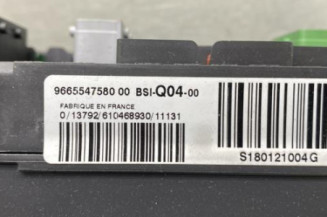 9665547580 00 BSI-Q04-00
FABRIQUE EN FRANCE
0/13792/610468930/11131
S180121004G